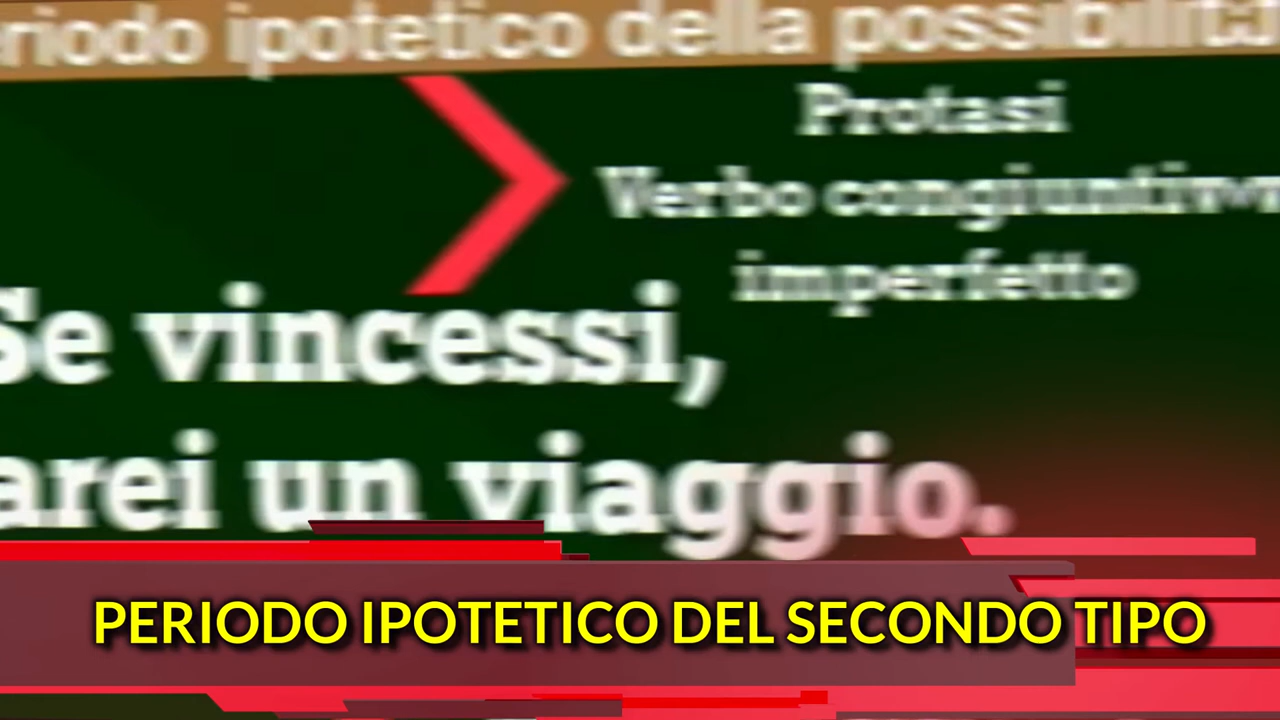 riodo ipotetico della possibilità
Protasi
Verbo congiuntivo
imperfetto
Se vincessi,
arei un viaggio.
PERIODO IPOTETICO DEL SECONDO TIPO